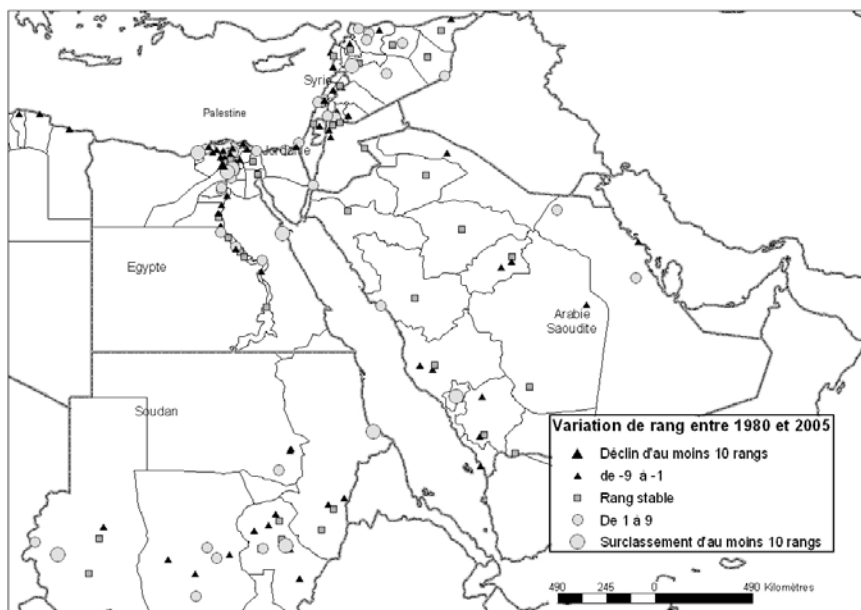 Syrie
Palestine
Jordanie
Egypte
Arabie
Saoudite
Soudan
Variation de rang entre 1980 et 2005
Déclin d'au moins 10 rangs
de -9 à -1
Rang stable
De 1 à 9
Surclassement d'au moins 10 rangs
490 245 0 490 Kilomètres